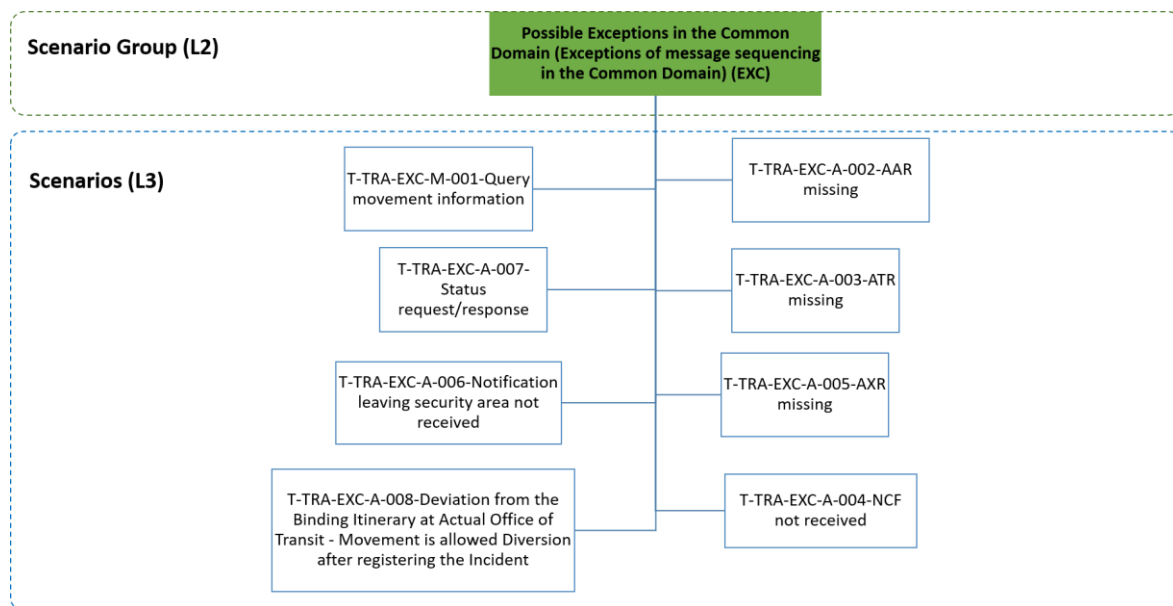 Scenario Group (L2)
Possible Exceptions in the Common
Domain (Exceptions of message sequencing
in the Common Domain) (EXC)
Scenarios (L3)
T-TRA-EXC-M-001-Query
movement information
T-TRA-EXC-A-002-AAR
missing
T-TRA-EXC-A-007-
Status
request/response
T-TRA-EXC-A-003-ATR
missing
T-TRA-EXC-A-006-Notification
leaving security area not
received
T-TRA-EXC-A-005-AXR
missing
T-TRA-EXC-A-008-Deviation from the
Binding Itinerary at Actual Office of
Transit - Movement is allowed Diversion
after registering the Incident
T-TRA-EXC-A-004-NCF
not received